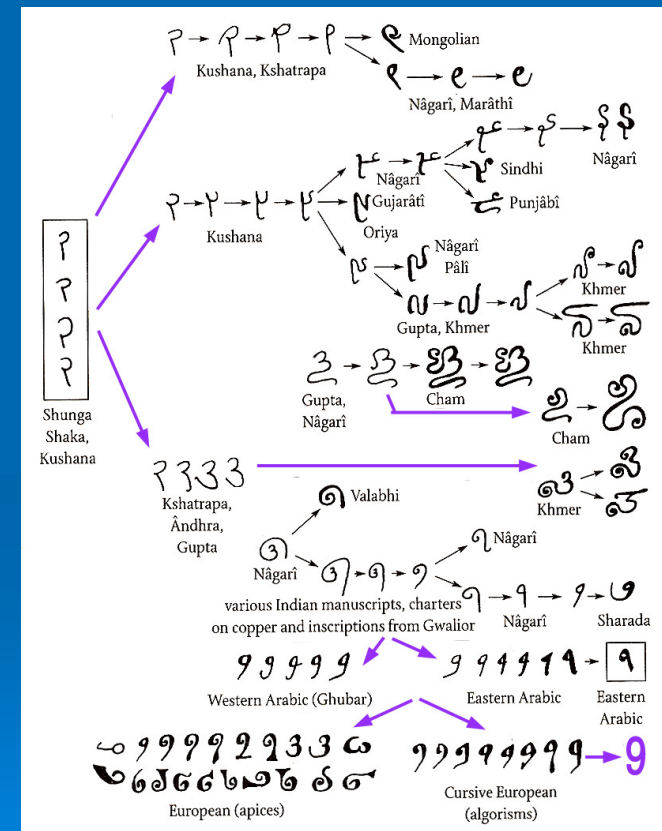 Mongolian
Kushana, Kshatrapa
Nâgarî, Marâthî
Nâgarî
Sindhi
Nâgarî
Gujarâtî
Punjâbî
Kushana
Oriya
Nâgarî
Pâlî
Khmer
Gupta, Khmer
Khmer
Gupta,
Nâgarî
Cham
Cham
Shunga
Shaka,
Kushana
Kshatrapa,
Ândhra,
Gupta
Khmer
Valabhi
Nâgarî
Nâgarî
various Indian manuscripts, charters
on copper and inscriptions from Gwalior
Nâgarî
Sharada
Western Arabic (Ghubar)
Eastern Arabic
Eastern
Arabic
9
European (apices)
Cursive European
(algorisms)